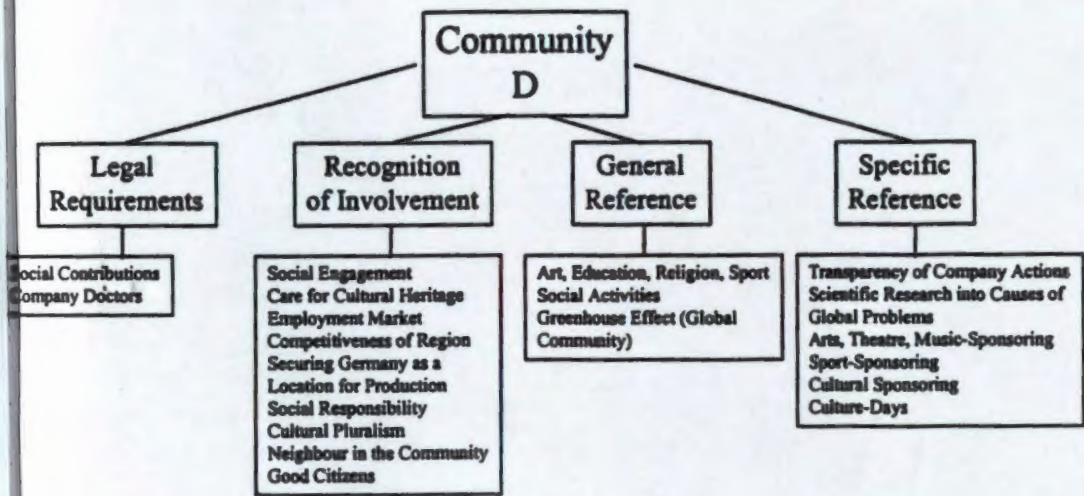 Community
D
Legal
Requirements
Recognition
of Involvement
General
Reference
Specific
Reference
Social Contributions
Company Doctors
Social Engagement
Care for Cultural Heritage
Employment Market
Competitiveness of Region
Securing Germany as a
Location for Production
Social Responsibility
Cultural Pluralism
Neighbour in the Community
Good Citizens
Art, Education, Religion, Sport
Social Activities
Greenhouse Effect (Global
Community)
Transparency of Company Actions
Scientific Research into Causes of
Global Problems
Arts, Theatre, Music-Sponsoring
Sport-Sponsoring
Cultural Sponsoring
Culture-Days